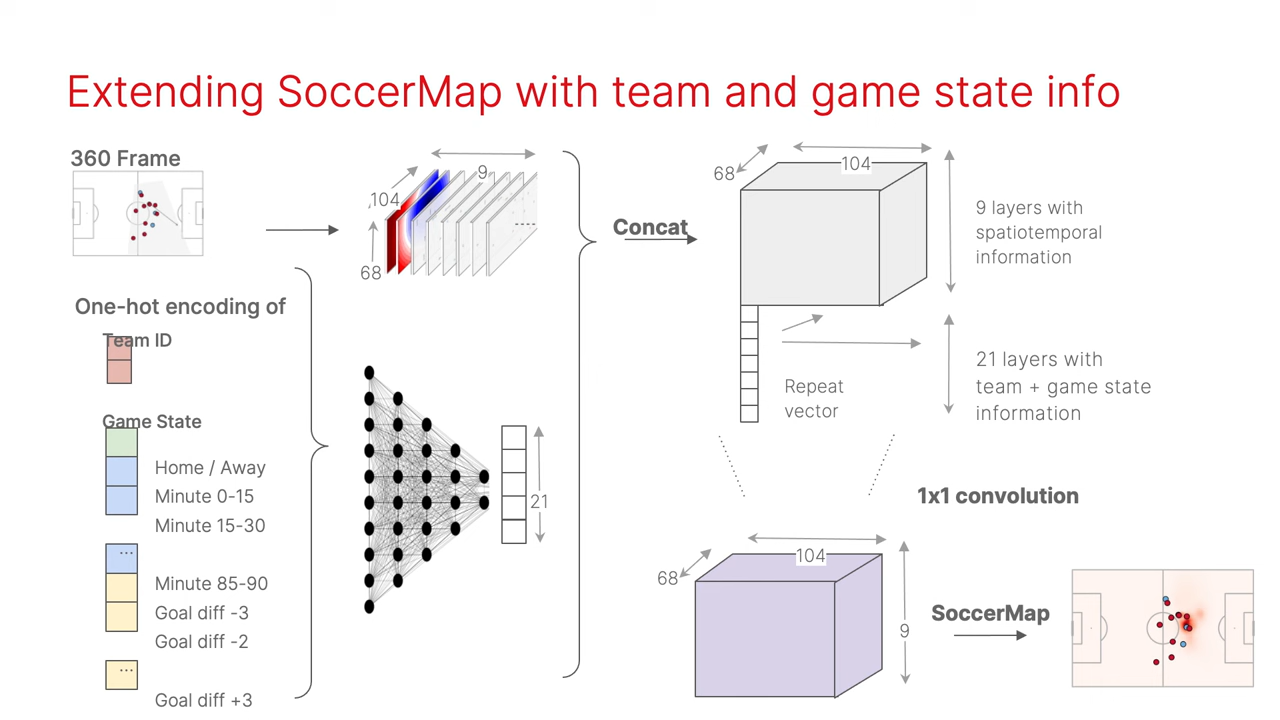 Extending SoccerMap with team and game state info
360 Frame
104
9
68
One-hot encoding of
Team ID
Game State
Home / Away
Minute 0-15
Minute 15-30
...
Minute 85-90
Goal diff -3
Goal diff -2
...
Goal diff +3
21
Concat
68
104
9 layers with
spatiotemporal
information
21 layers with
team + game state
information
Repeat
vector
1x1 convolution
68
104
9
SoccerMap